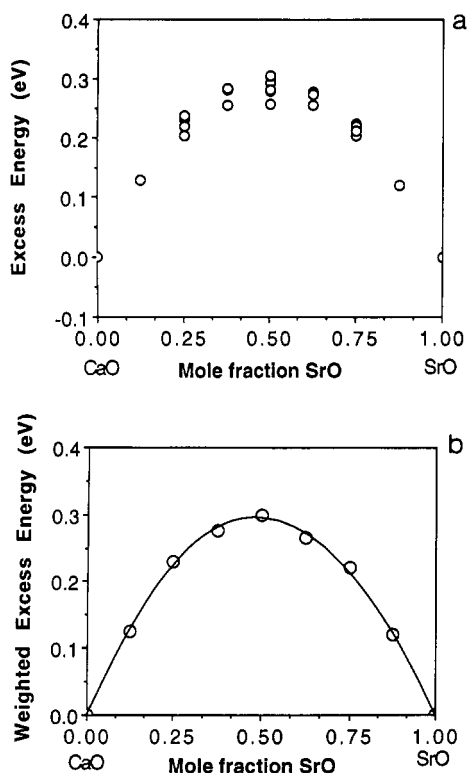 a
Excess Energy (eV)
0.4
0.3
0.2
0.1
0.0
-0.1
0.00 0.25 0.50 0.75 1.00
CaO Mole fraction SrO SrO
b
Weighted Excess Energy (eV)
0.4
0.3
0.2
0.1
0.0
0.00 0.25 0.50 0.75 1.00
CaO Mole fraction SrO SrO